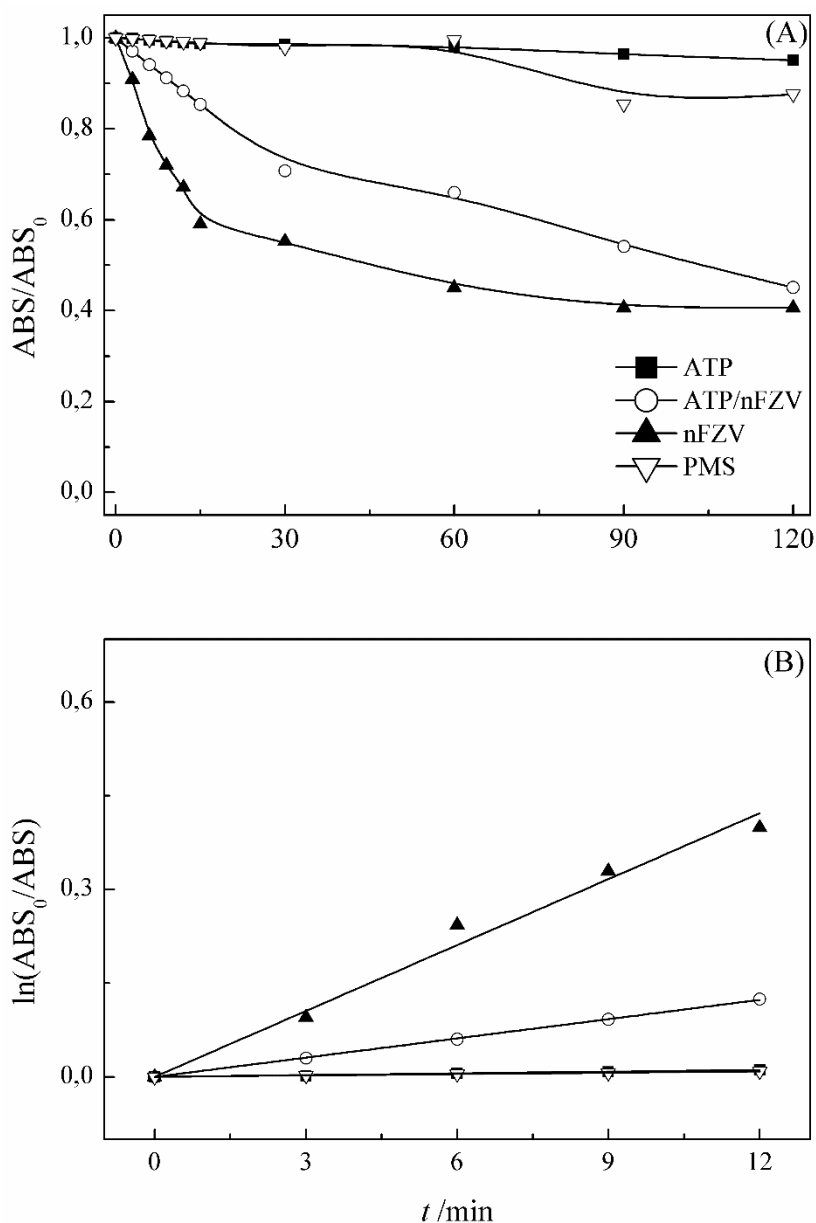 (A)
1,0
0,8
0,6
0,4
0,2
0,0
ABS/ABS₀
ATP
ATP/nFZV
nFZV
PMS
0 30 60 90 120
(B)
0,6
0,3
0,0
ln(ABS₀/ABS)
0 3 6 9 12
t /min